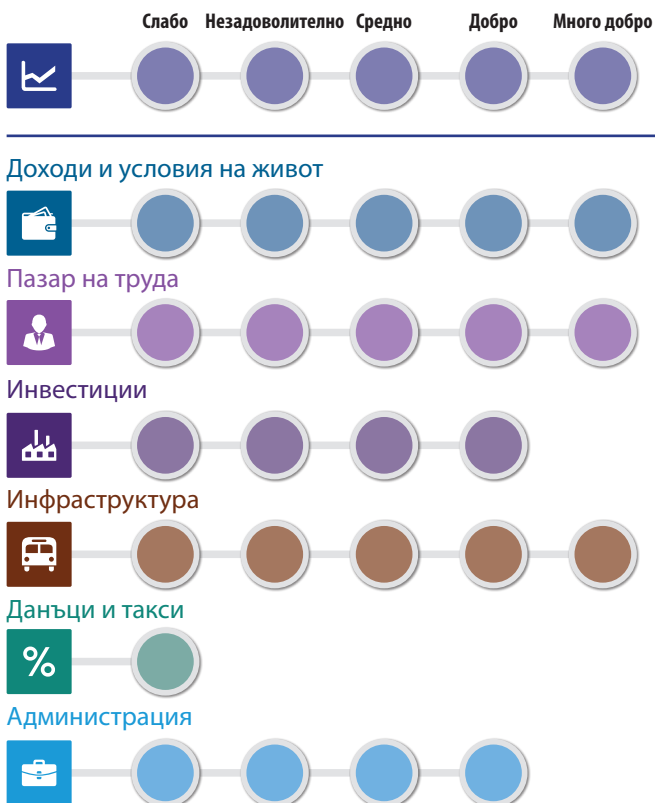 Слабо Незадоволително Средно Добро Много добро
Доходи и условия на живот
Пазар на труда
Инвестиции
Инфраструктура
Данъци и такси
%
Администрация